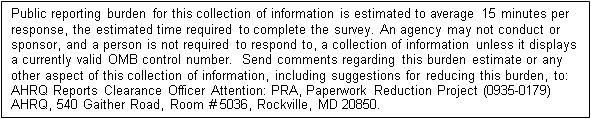 Public reporting burden for this collection of information is estimated to average 15 minutes per
response, the estimated time required to complete the survey. An agency may not conduct or
sponsor, and a person is not required to respond to, a collection of information unless it displays
a currently valid OMB control number. Send comments regarding this burden estimate or any
other aspect of this collection of information, including suggestions for reducing this burden, to:
AHRQ Reports Clearance Officer Attention: PRA, Paperwork Reduction Project (0935-0179)
AHRQ, 540 Gaither Road, Room #5036, Rockville, MD 20850.